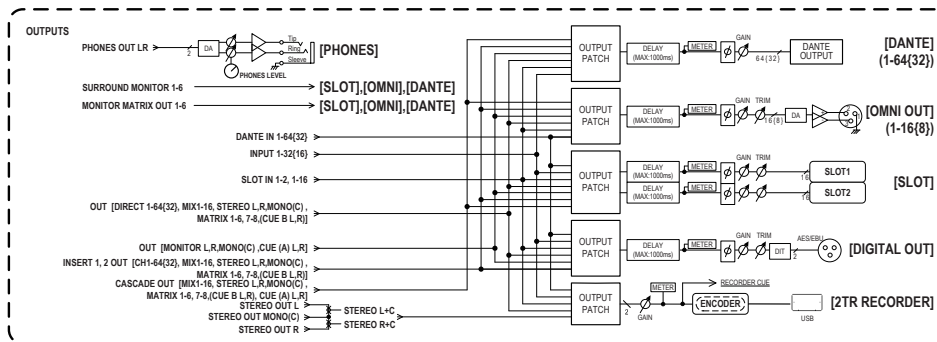 OUTPUTS
PHONES OUT LR
2
DA
Tip
Ring
Sleeve
[PHONES]
PHONES LEVEL
SURROUND MONITOR 1-6
[SLOT],[OMNI],[DANTE]
MONITOR MATRIX OUT 1-6
[SLOT],[OMNI],[DANTE]
DANTE IN 1-64{32}
INPUT 1-32{16}
SLOT IN 1-2, 1-16
OUT [DIRECT 1-64{32}, MIX1-16, STEREO L,R,MONO(C) ,
MATRIX 1-6, 7-8,(CUE B L,R)]
OUT [MONITOR L,R,MONO(C) ,CUE (A) L,R]
INSERT 1, 2 OUT [CH1-64{32}, MIX1-16, STEREO L,R,MONO(C) ,
MATRIX 1-6, 7-8,(CUE B L,R)]
CASCADE OUT [MIX1-16, STEREO L,R,MONO(C) ,
MATRIX 1-6, 7-8,(CUE B L,R), CUE (A) L,R]
STEREO OUT L
STEREO L+C
STEREO OUT MONO(C)
STEREO R+C
STEREO OUT R
OUTPUT
PATCH
DELAY
(MAX:1000ms)
METER
GAIN
64{32}
DANTE
OUTPUT
[DANTE]
(1-64{32})
OUTPUT
PATCH
DELAY
(MAX:1000ms)
METER
GAIN TRIM
16{8}
DA
[OMNI OUT]
(1-16{8})
OUTPUT
PATCH
DELAY
(MAX:1000ms)
METER
GAIN TRIM
16
SLOT1
DELAY
(MAX:1000ms)
METER
16
SLOT2
[SLOT]
OUTPUT
PATCH
DELAY
(MAX:1000ms)
METER
GAIN TRIM
DIT
AES/EBU
2
[DIGITAL OUT]
OUTPUT
PATCH
2
GAIN
METER
RECORDER CUE
ENCODER
USB
[2TR RECORDER]